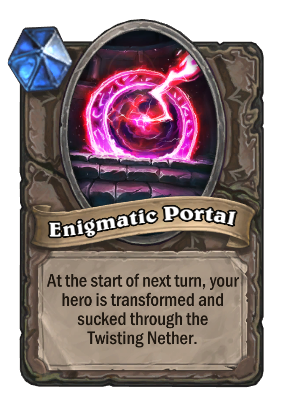 Enigmatic Portal
At the start of next turn, your
hero is transformed and
sucked through the
Twisting Nether.